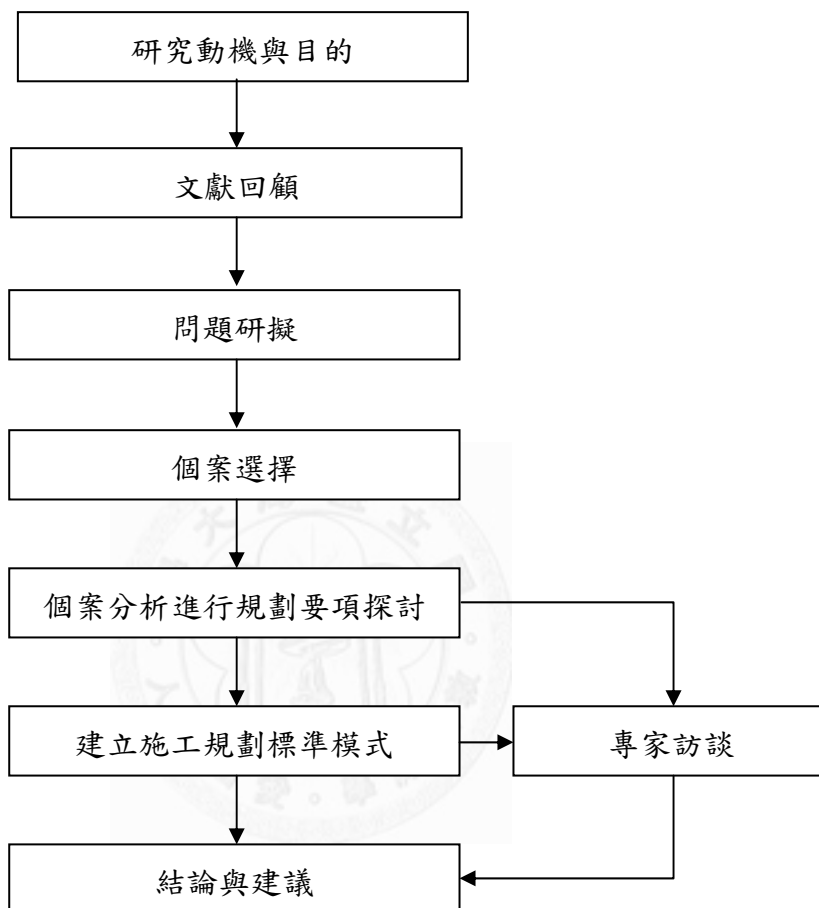 研究動機與目的
文獻回顧
問題研擬
個案選擇
個案分析進行規劃要項探討
建立施工規劃標準模式
專家訪談
結論與建議